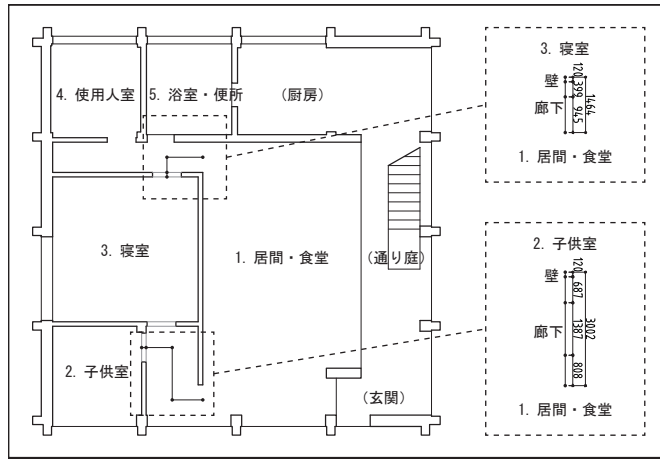 4. 使用人室
5. 浴室・便所
(厨房)
3. 寝室
1. 居間・食堂
(通り庭)
2. 子供室
(玄関)
3. 寝室
120
壁
399
1464
廊下
945
1. 居間・食堂
2. 子供室
120
壁
687
廊下
1387
3002
808
1. 居間・食堂